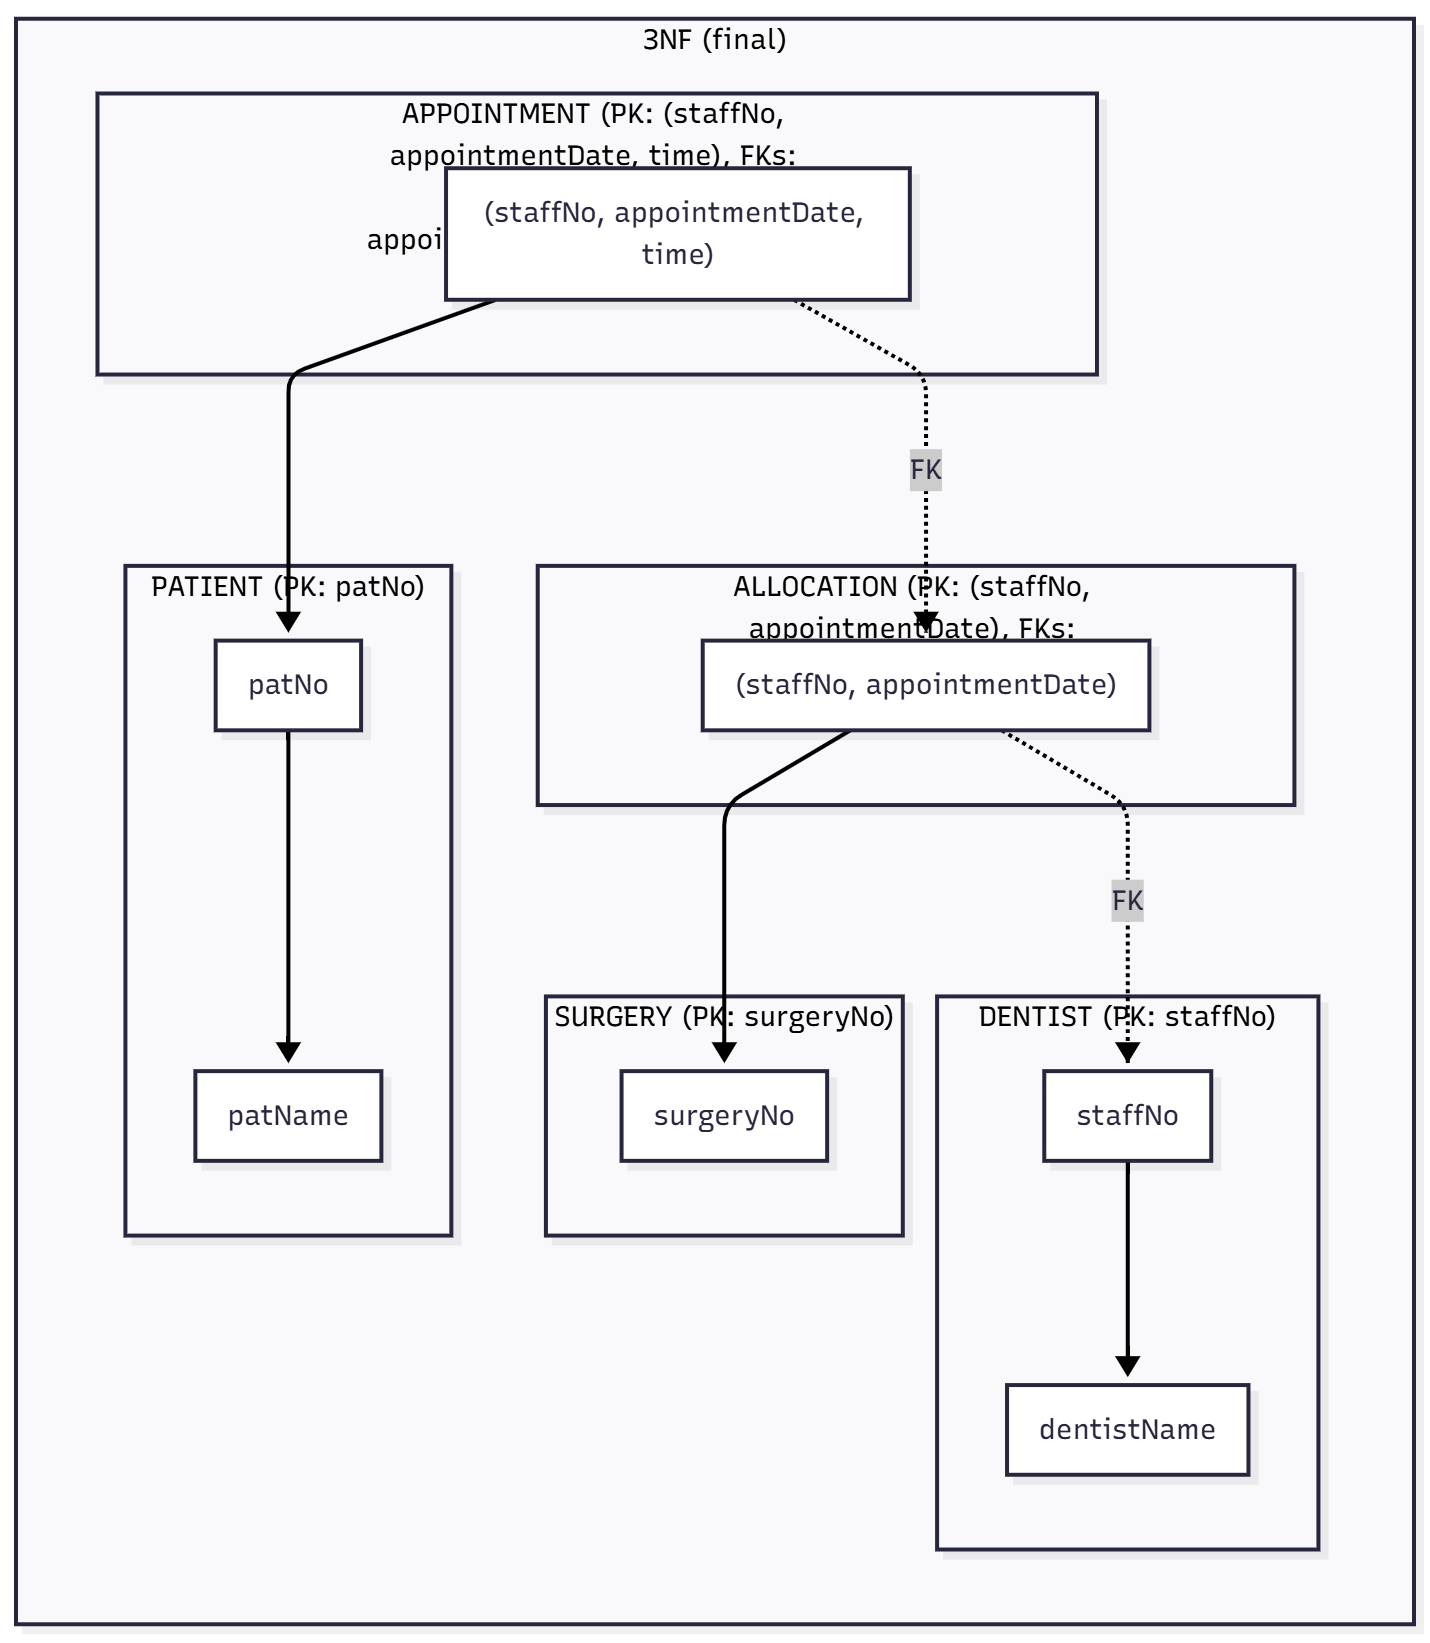 3NF (final)
APPOINTMENT (PK: (staffNo,
appointmentDate, time), FKs:
appoi
(staffNo, appointmentDate,
time)
FK
PATIENT (PK: patNo)
patNo
patName
ALLOCATION (PK: (staffNo,
appointmentDate), FKs:
(staffNo, appointmentDate)
FK
SURGERY (PK: surgeryNo)
surgeryNo
DENTIST (PK: staffNo)
staffNo
dentistName